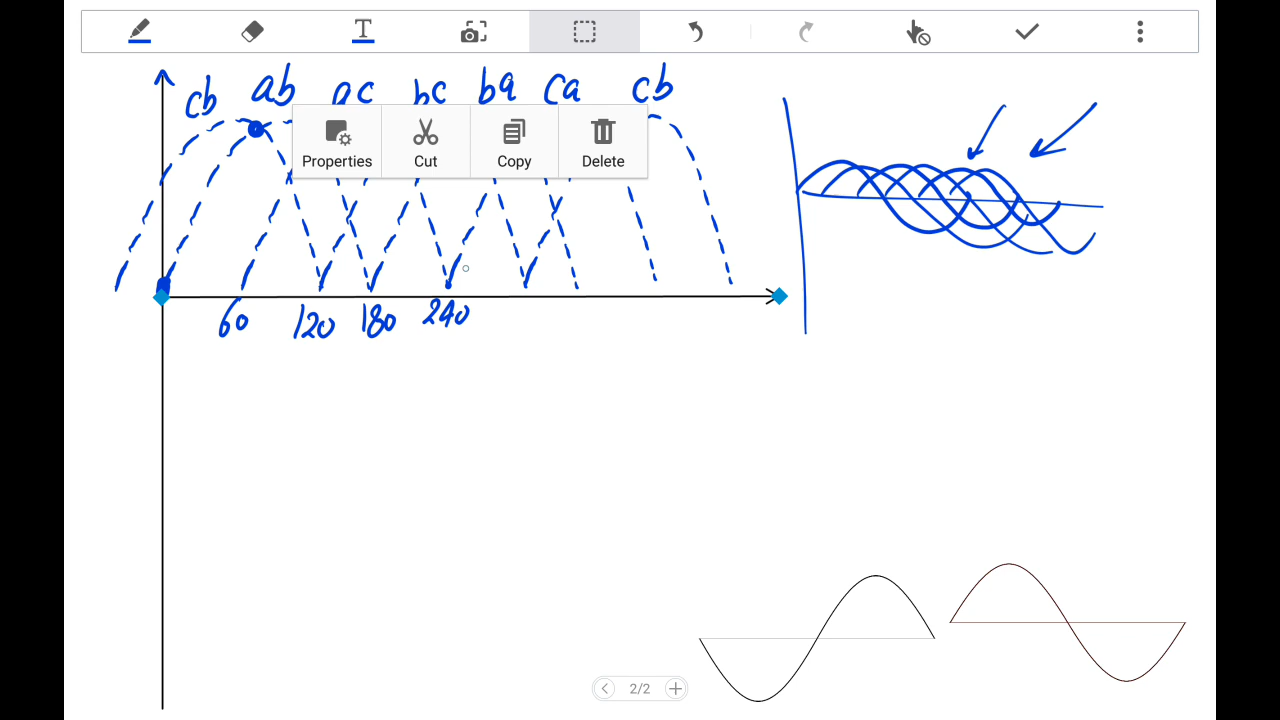 T
cb ab ac bc ba ca cb
Properties Cut Copy Delete
60 120 180 240
2/2